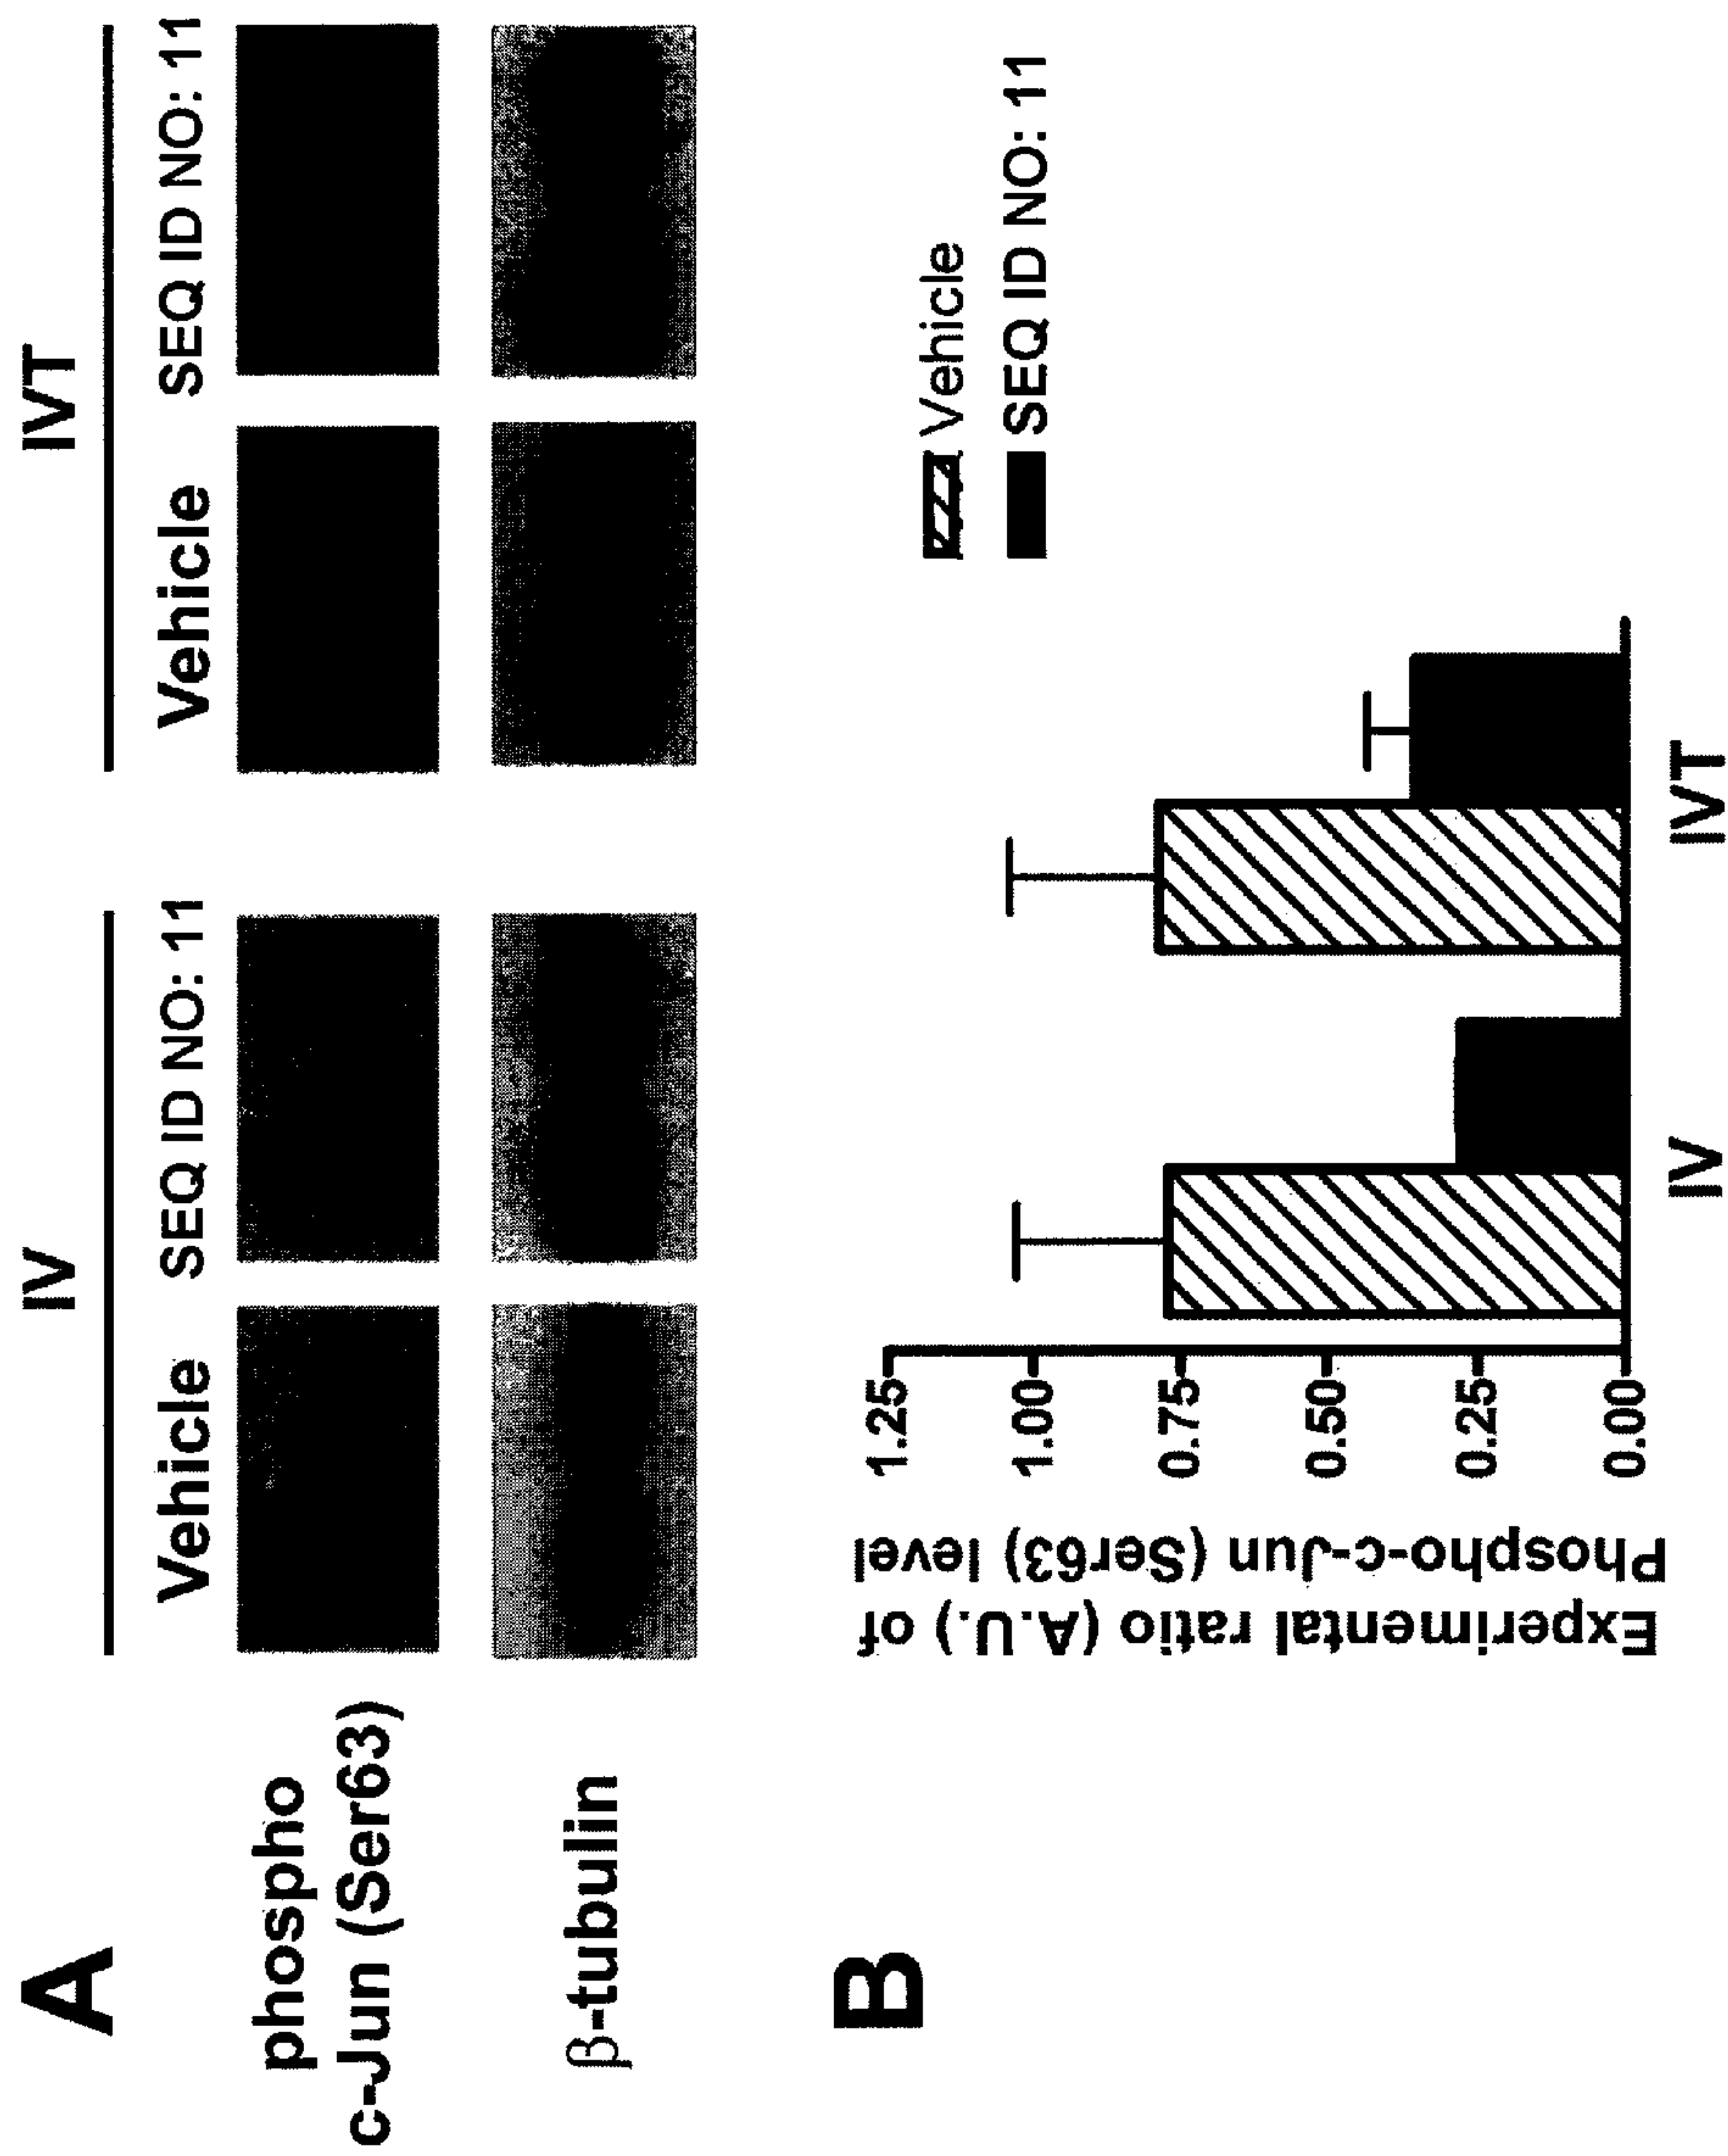 A
IV
IVT
Vehicle
SEQ ID NO: 11
Vehicle
SEQ ID NO: 11
phospho
c-Jun (Ser63)
β-tubulin
B
Experimental ratio (A.U.) of
Phospho-c-Jun (Ser63) level
1.25
1.00
0.75
0.50
0.25
0.00
IV
IVT
Vehicle
SEQ ID NO: 11